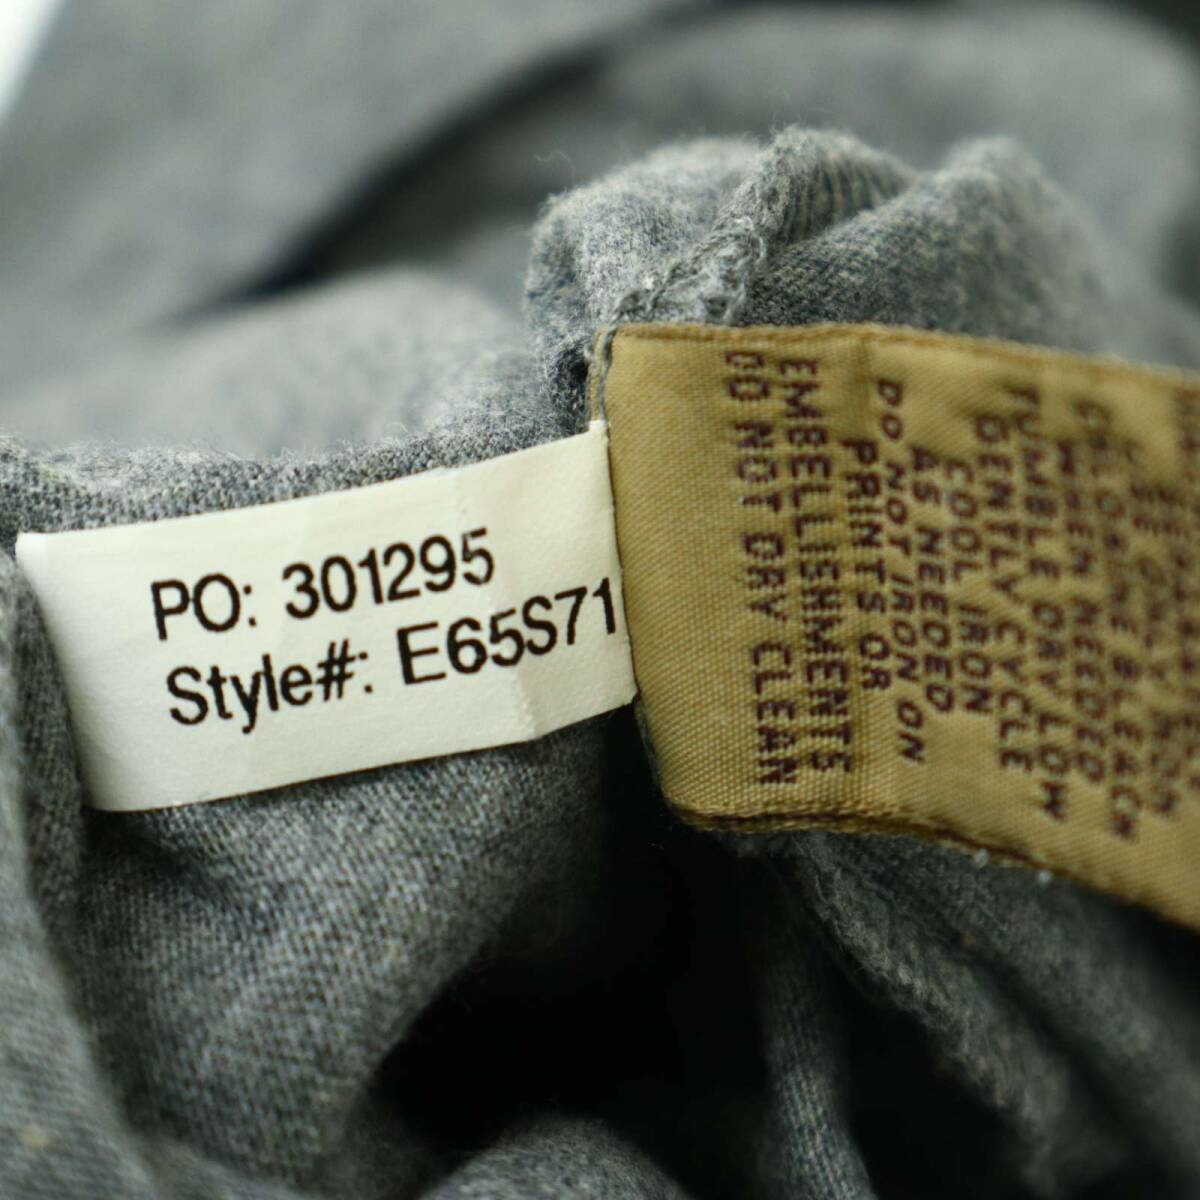 PO: 301295
Style#: E65S71
WHEN NEEDED
TUMBLE DRY LOW
GENTLY CYCLE
COOL IRON
AS NEEDED
DO NOT IRON ON
PRINTS OR
EMBELLISHMENTS
DO NOT DRY CLEAN